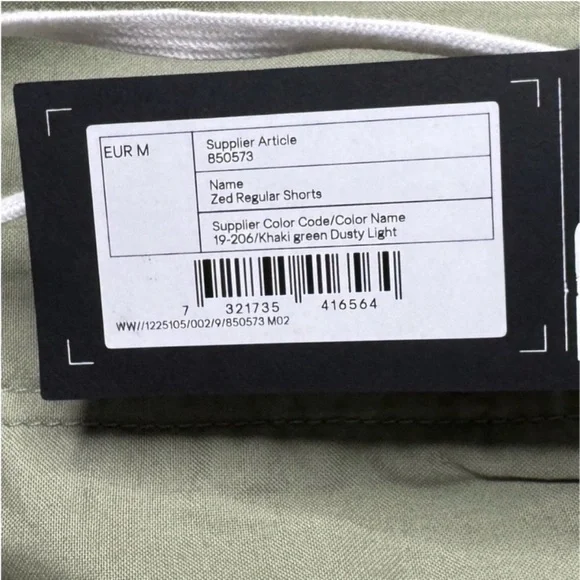 EUR M
Supplier Article
850573
Name
Zed Regular Shorts
Supplier Color Code/Color Name
19-206/Khaki green Dusty Light
7 321735 416564
WW//1225105/002/9/850573 M02